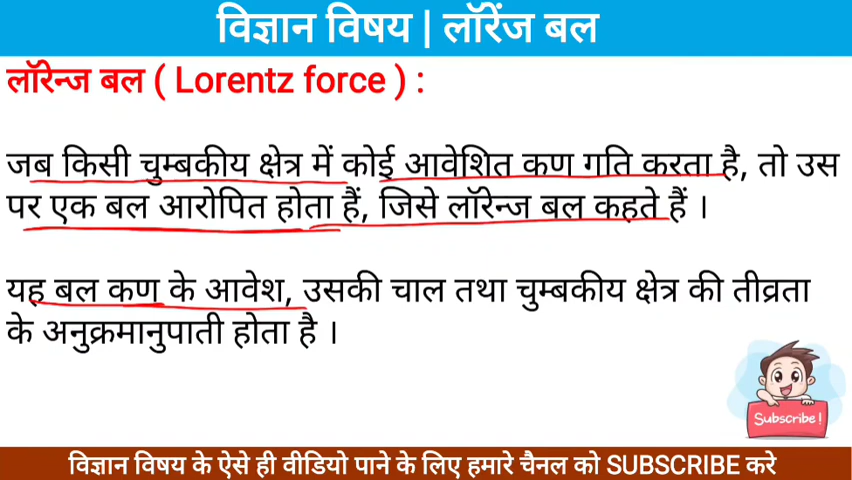 विज्ञान विषय | लॉरेंज बल
लॉरेन्ज बल ( Lorentz force ) :
जब किसी चुम्बकीय क्षेत्र में कोई आवेशित कण गति करता है, तो उस
पर एक बल आरोपित होता हैं, जिसे लॉरेन्ज बल कहते हैं ।
यह बल कण के आवेश, उसकी चाल तथा चुम्बकीय क्षेत्र की तीव्रता
के अनुक्रमानुपाती होता है ।
Subscribe!
विज्ञान विषय के ऐसे ही वीडियो पाने के लिए हमारे चैनल को SUBSCRIBE करे